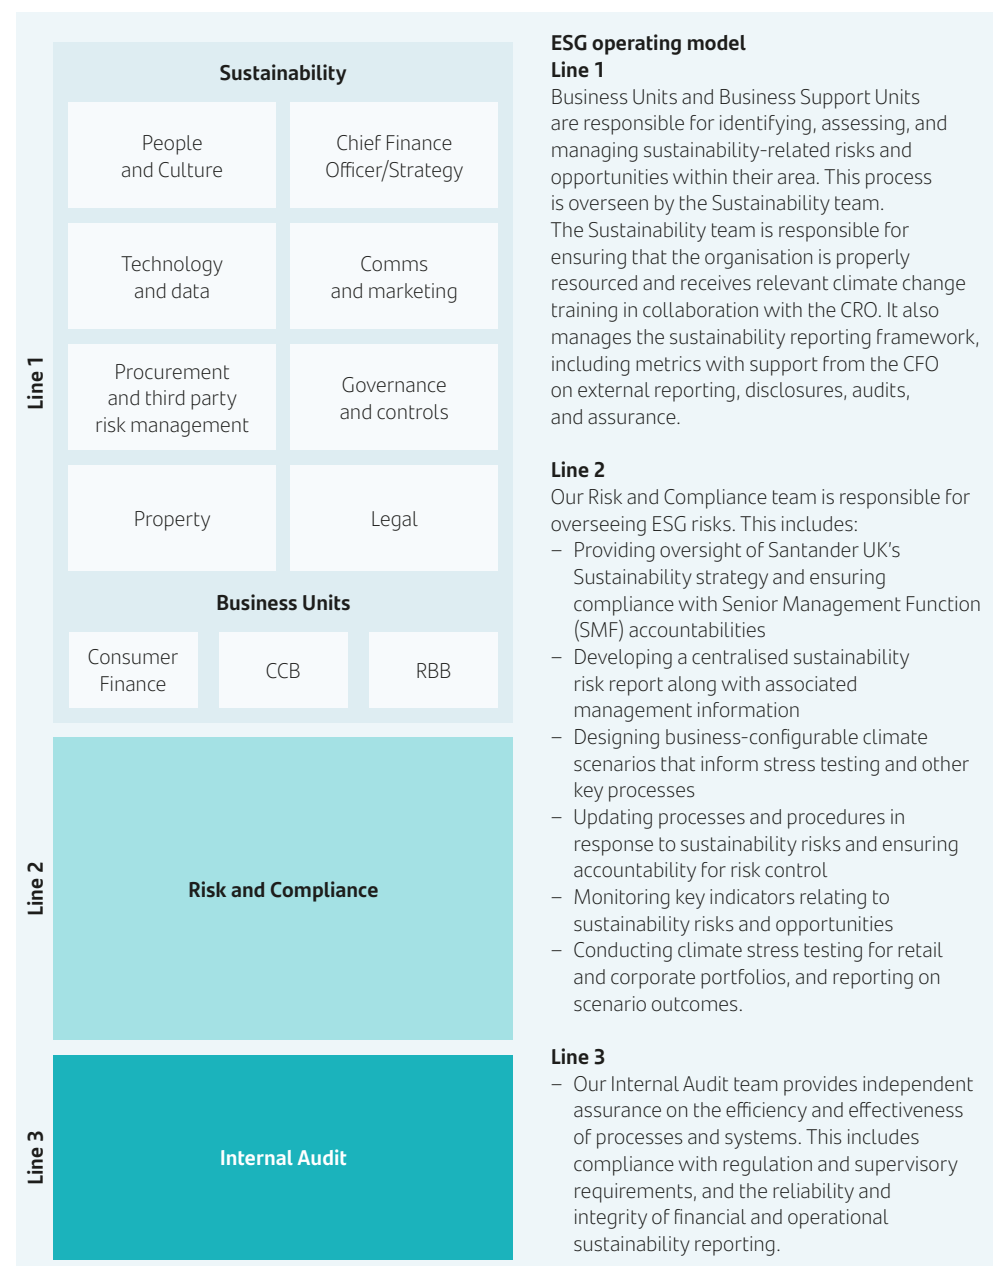 Line 1
Sustainability
People
and Culture
Chief Finance
Officer/Strategy
Technology
and data
Comms
and marketing
Procurement
and third party
risk management
Governance
and controls
Property
Legal
Business Units
Consumer
Finance
CCB
RBB
Line 2
Risk and Compliance
Line 3
Internal Audit
ESG operating model
Line 1
Business Units and Business Support Units
are responsible for identifying, assessing, and
managing sustainability-related risks and
opportunities within their area. This process
is overseen by the Sustainability team.
The Sustainability team is responsible for
ensuring that the organisation is properly
resourced and receives relevant climate change
training in collaboration with the CRO. It also
manages the sustainability reporting framework,
including metrics with support from the CFO
on external reporting, disclosures, audits,
and assurance.
Line 2
Our Risk and Compliance team is responsible for
overseeing ESG risks. This includes:
– Providing oversight of Santander UK's
Sustainability strategy and ensuring
compliance with Senior Management Function
(SMF) accountabilities
– Developing a centralised sustainability
risk report along with associated
management information
– Designing business-configurable climate
scenarios that inform stress testing and other
key processes
– Updating processes and procedures in
response to sustainability risks and ensuring
accountability for risk control
– Monitoring key indicators relating to
sustainability risks and opportunities
– Conducting climate stress testing for retail
and corporate portfolios, and reporting on
scenario outcomes.
Line 3
– Our Internal Audit team provides independent
assurance on the efficiency and effectiveness
of processes and systems. This includes
compliance with regulation and supervisory
requirements, and the reliability and
integrity of financial and operational
sustainability reporting.